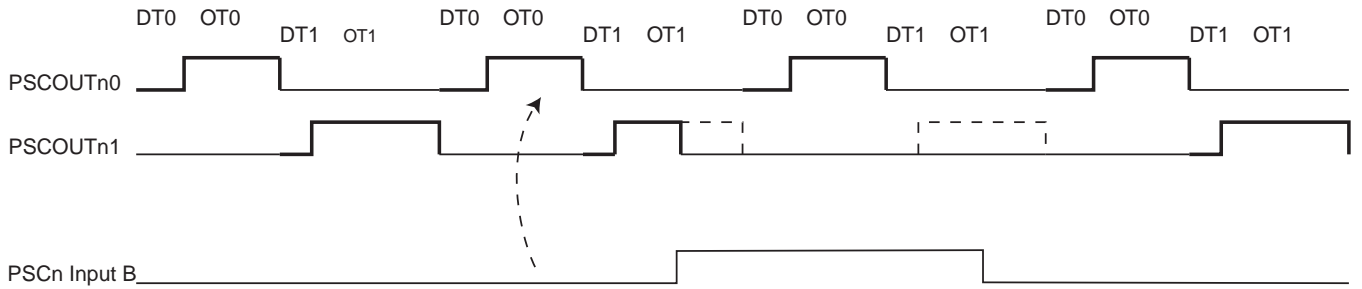 DT0 OT0 DT0 OT0 DT0 OT0 DT0 OT0
DT1 OT1 DT1 OT1 DT1 OT1 DT1 OT1
PSCOUTn0
PSCOUTn1
PSCn Input B